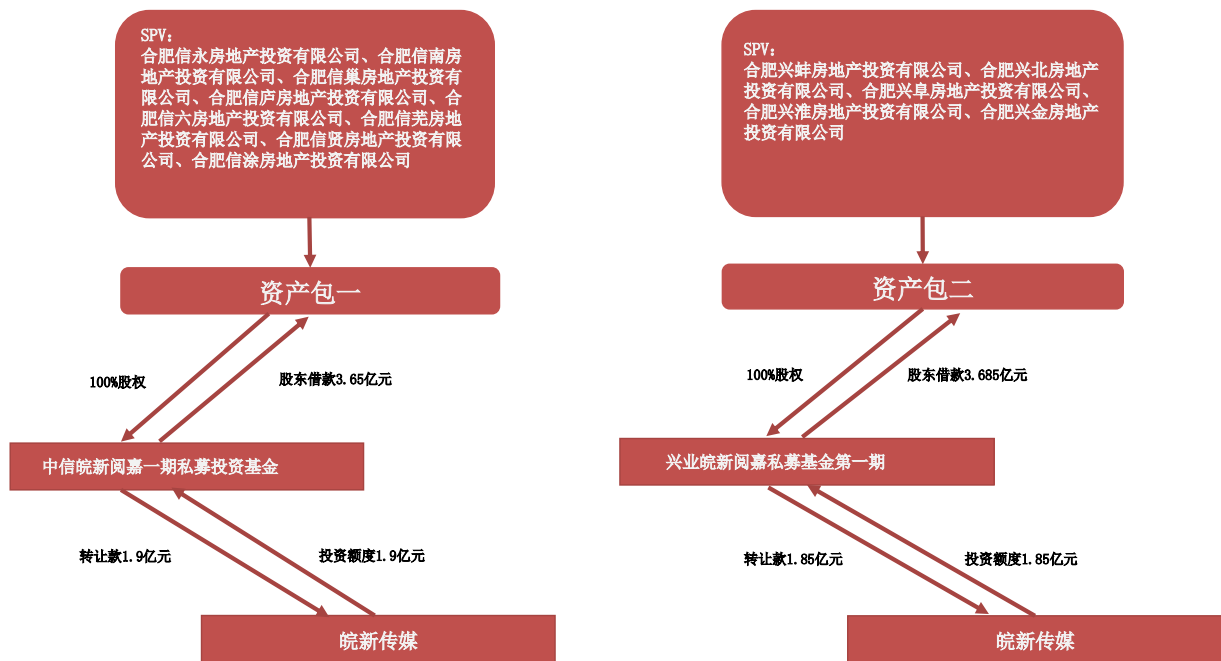 SPV:
合肥信永房地产投资有限公司、合肥信南房
地产投资有限公司、合肥信巢房地产投资有
限公司、合肥信庐房地产投资有限公司、合
肥信六房地产投资有限公司、合肥信芜房地
产投资有限公司、合肥信贤房地产投资有限
公司、合肥信涂房地产投资有限公司
资产包一
100%股权
股东借款3.65亿元
中信皖新阅嘉一期私募投资基金
转让款1.9亿元
投资额度1.9亿元
皖新传媒
SPV:
合肥兴蚌房地产投资有限公司、合肥兴北房地产
投资有限公司、合肥兴阜房地产投资有限公司、
合肥兴淮房地产投资有限公司、合肥兴金房地产
投资有限公司
资产包二
100%股权
股东借款3.685亿元
兴业皖新阅嘉私募基金第一期
转让款1.85亿元
投资额度1.85亿元
皖新传媒